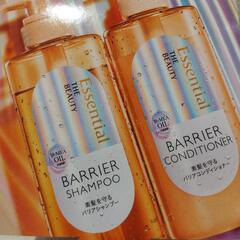 Essential
THE
BEAUTY
OIL
BARRIER
SHAMPOO
素髪を守る
バリアシャンプー
Essential
THE
BEAUTY
OIL
BARRIER
CONDITIONER
素髪を守る
バリアコンディショナー